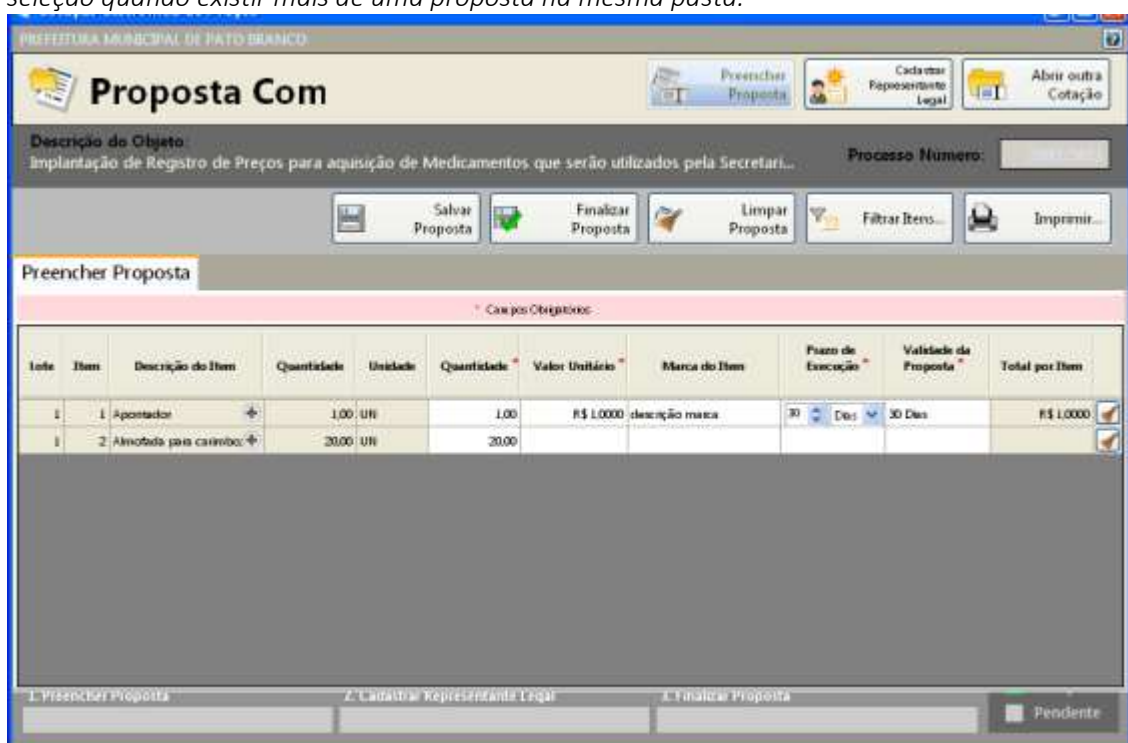 seleção quando existir mais de uma proposta na mesma pasta.
PREFEITURA MUNICIPAL DE PATO BRANCO
Proposta Com
Preencher Proposta
Cadastrar Representante Legal
Abrir outra Cotação
Descrição do Objeto:
Implantação de Registro de Preços para aquisição de Medicamentos que serão utilizados pela Secretari...
Processo Número:
Salvar Proposta
Finalizar Proposta
Limpar Proposta
Filtrar Itens...
Imprimir...
Preencher Proposta
* Campos Obrigatórios
Lote Item Descrição do Item Quantidade Unidade Quantidade * Valor Unitário * Marca do Item Prazo de Execução * Validade da Proposta * Total por Item
1 1 Apontador 1,00 UN 1,00 R$ 1,0000 descrição marca 30 Dias 30 Dias R$ 1,0000
1 2 Almofada para carimbo; 20,00 UN 20,00
1. Preencher Proposta 2. Cadastrar Representante Legal 3. Finalizar Proposta
Pendente